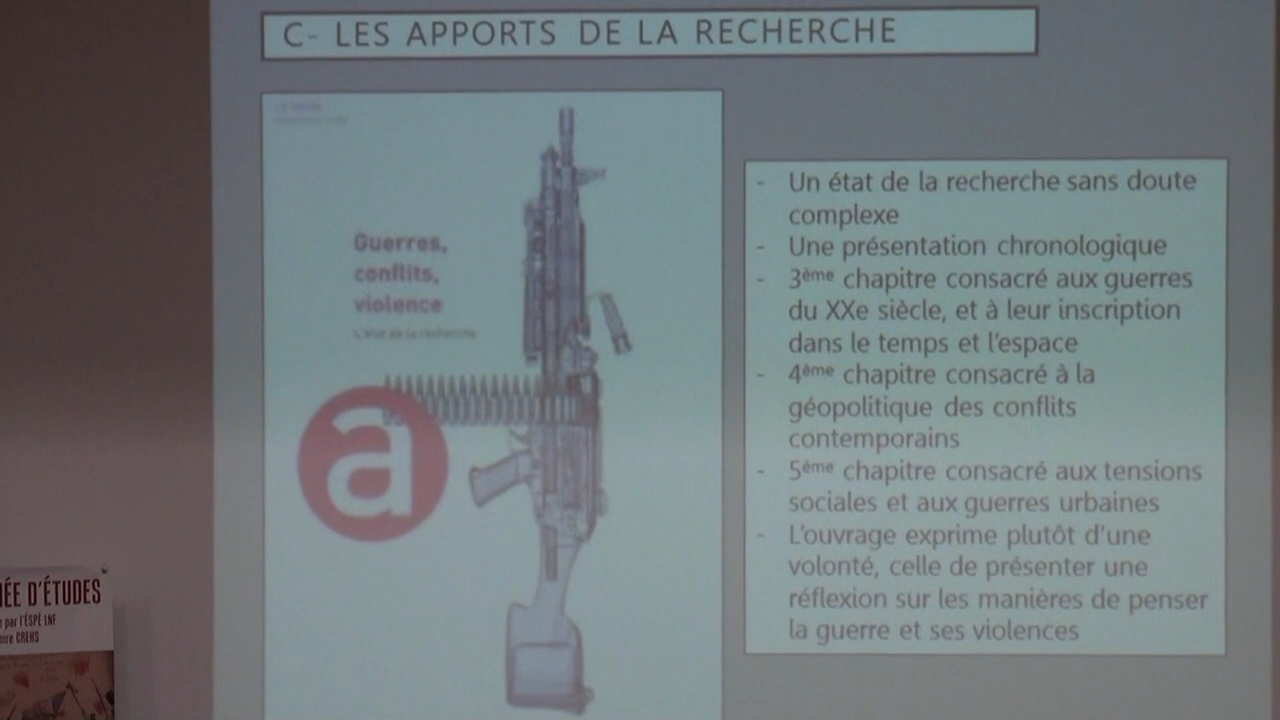 C- LES APPORTS DE LA RECHERCHE
Guerres,
conflits,
violence
L'état de la recherche
a
- Un état de la recherche sans doute
complexe
- Une présentation chronologique
- 3ème chapitre consacré aux guerres
du XXe siècle, et à leur inscription
dans le temps et l'espace
- 4ème chapitre consacré à la
géopolitique des conflits
contemporains
- 5ème chapitre consacré aux tensions
sociales et aux guerres urbaines
- L'ouvrage exprime plutôt d'une
volonté, celle de présenter une
réflexion sur les manières de penser
la guerre et ses violences
ÉE D'ÉTUDES
par l'ÉSPÉ LNF
ire CREHS